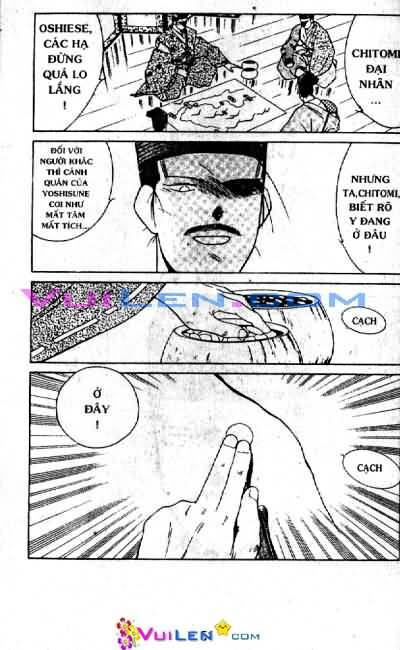 CHITOMI
ĐẠI
NHÂN
...
OSHIESE,
CÁC HẠ
ĐỪNG
QUÁ LO
LẮNG
!
NHƯNG
TA,CHITOMI,
BIẾT RÕ
Y ĐANG
Ở ĐÂU
!
ĐỐI VỚI
NGƯỜI KHÁC
THÌ CẢNH
QUÂN CỦA
YOSHISUNE
COI NHƯ
MẤT TĂM
MẤT TÍCH...
VUILEN.COM
CẠCH
Ở
ĐÂY
!
CẠCH
VUILEN.COM